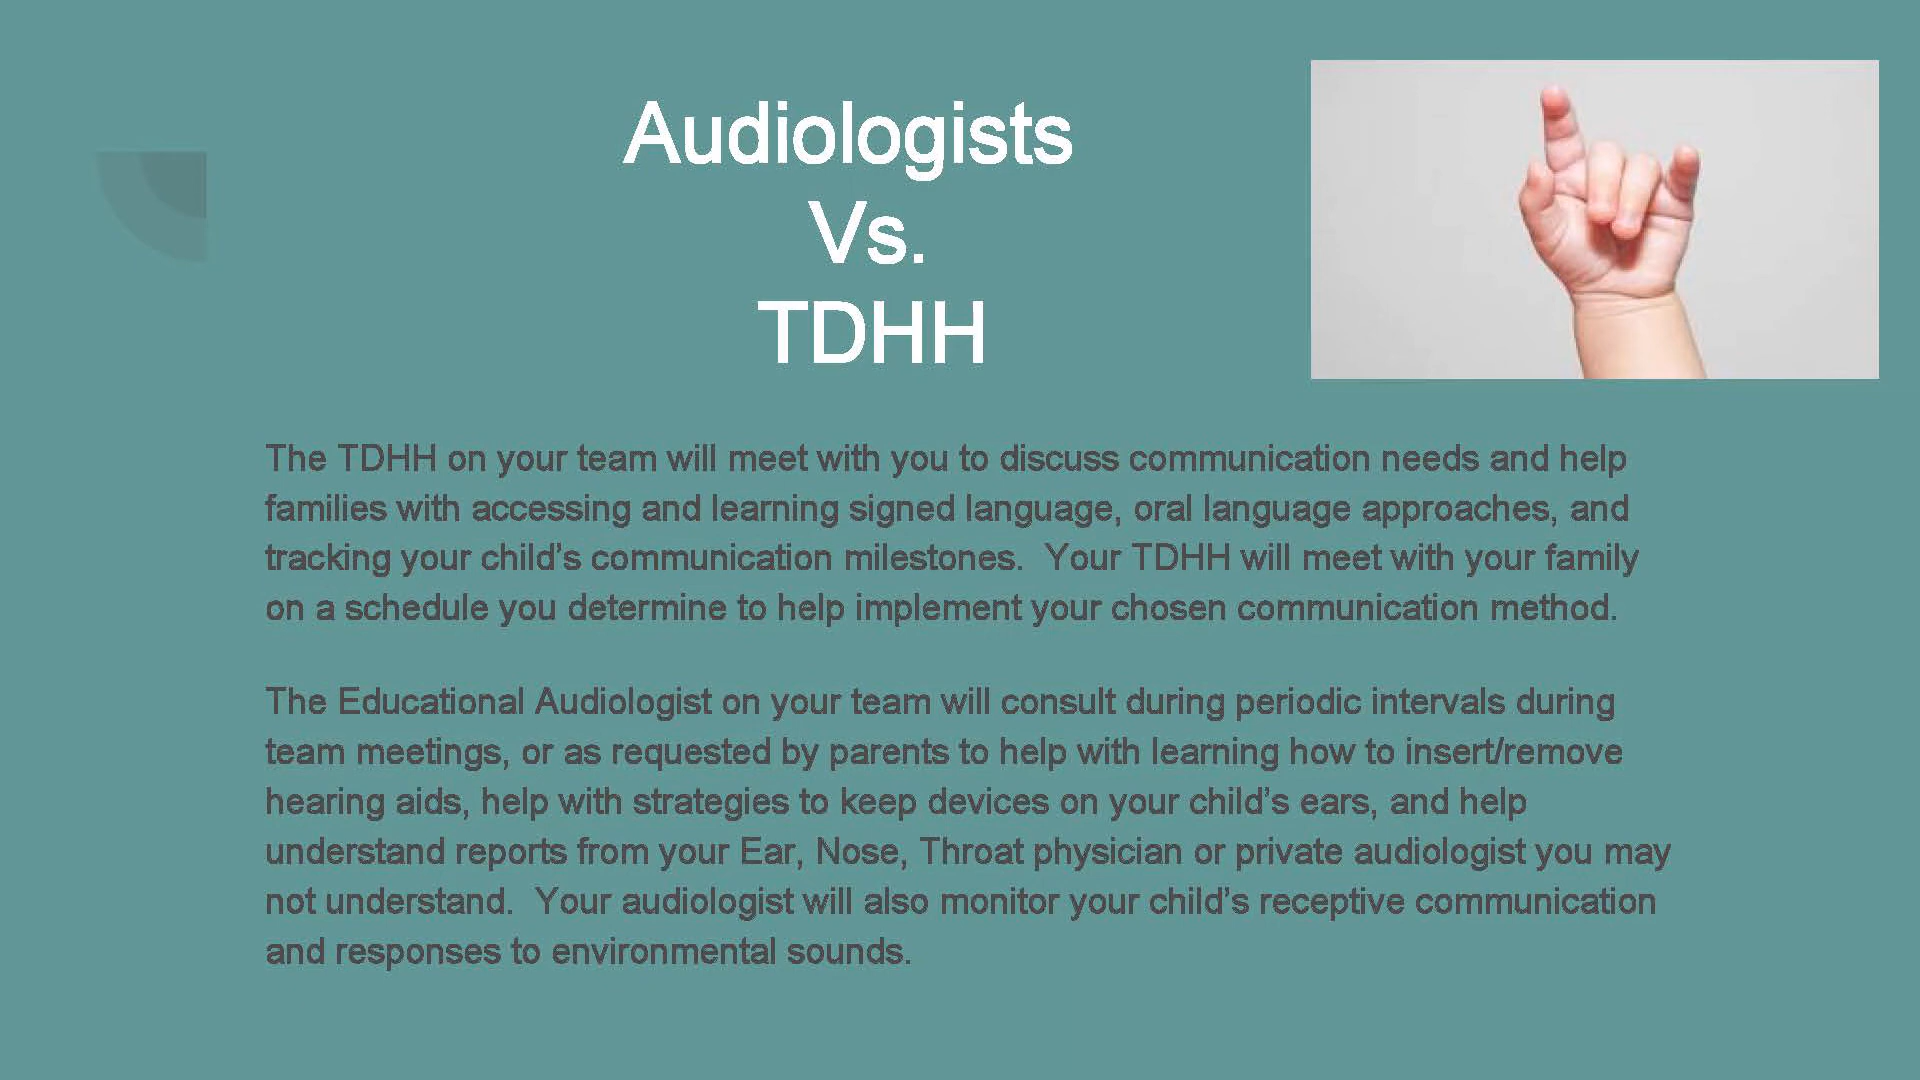 Audiologists
Vs.
TDHH
The TDHH on your team will meet with you to discuss communication needs and help
families with accessing and learning signed language, oral language approaches, and
tracking your child’s communication milestones.  Your TDHH will meet with your family
on a schedule you determine to help implement your chosen communication method.
The Educational Audiologist on your team will consult during periodic intervals during
team meetings, or as requested by parents to help with learning how to insert/remove
hearing aids, help with strategies to keep devices on your child’s ears, and help
understand reports from your Ear, Nose, Throat physician or private audiologist you may
not understand.  Your audiologist will also monitor your child’s receptive communication
and responses to environmental sounds.